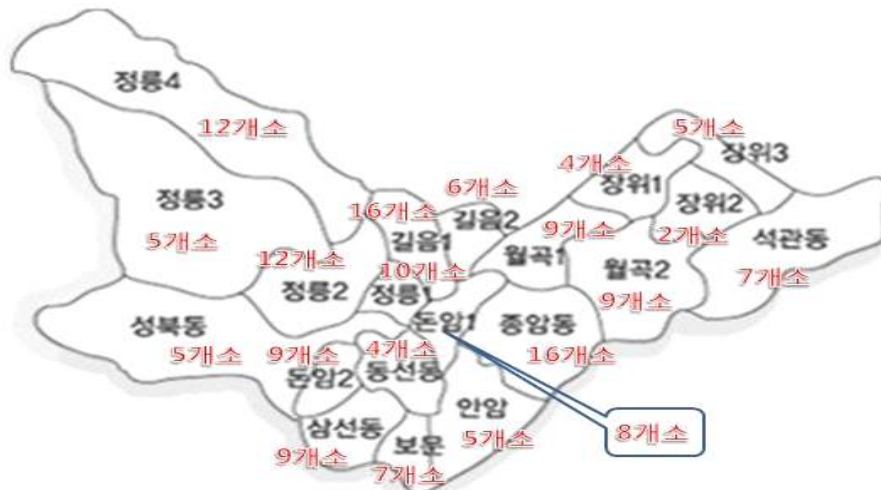 정릉4
12개소
5개소
장위3
4개소
장위1
6개소
정릉3
16개소
장위2
길음2
9개소
2개소
석관동
5개소
길음1
월곡1
12개소
10개소
월곡2
7개소
정릉2
정릉1
9개소
성북동
돈암1
종암동
5개소
9개소
4개소
16개소
돈암2
동선동
안암
삼선동
보문
5개소
8개소
9개소
7개소